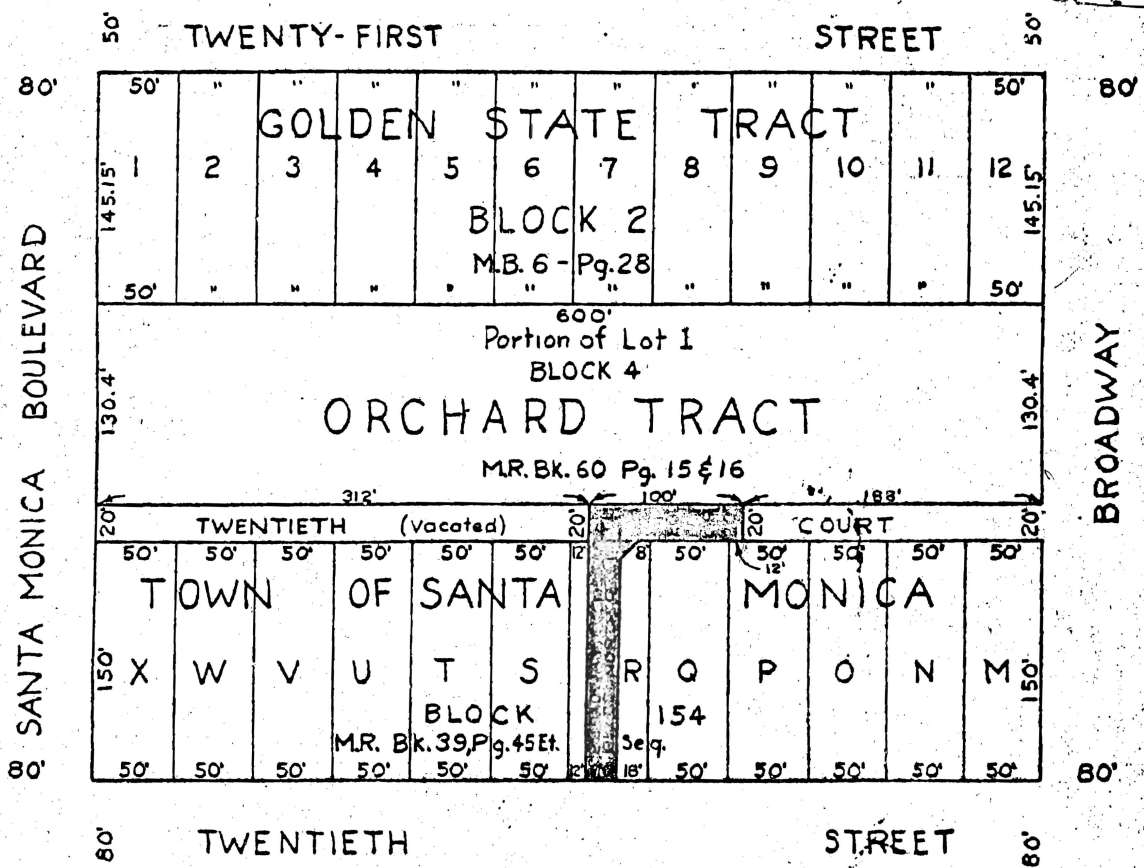 50' TWENTY-FIRST STREET 50'
80' 80'
50' " " " " " " " " " " 50'
GOLDEN STATE TRACT
1 2 3 4 5 6 7 8 9 10 11 12
145.15' 145.15'
BLOCK 2
M.B. 6 - Pg. 28
50' " " " " " " " " " " 50'
600'
Portion of Lot 1
BLOCK 4
130.4' 130.4'
ORCHARD TRACT
M.R. Bk. 60 Pg. 15 & 16
312' 100' 188'
20' TWENTIETH (Vacated) 20' 20' COURT 20'
50' 50' 50' 50' 50' 50' 12' 8' 50' 50' 50' 50' 50'
12'
TOWN OF SANTA MONICA
150' X W V U T S R Q P O N M 150'
BLOCK 154
M.R. Bk. 39, Pg. 45 Et. Seq.
50' 50' 50' 50' 50' 50' 12' 18' 50' 50' 50' 50' 50'
80' 80'
80' TWENTIETH STREET 80'
SANTA MONICA BOULEVARD
BROADWAY